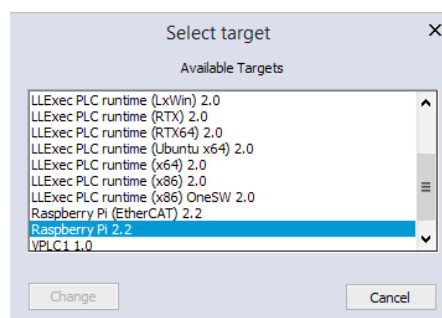 Select target
Available Targets
LLExec PLC runtime (LxWin) 2.0
LLExec PLC runtime (RTX) 2.0
LLExec PLC runtime (RTX64) 2.0
LLExec PLC runtime (Ubuntu x64) 2.0
LLExec PLC runtime (x64) 2.0
LLExec PLC runtime (x86) 2.0
LLExec PLC runtime (x86) OneSW 2.0
Raspberry Pi (EtherCAT) 2.2
Raspberry Pi 2.2
VPLC1 1.0
Change
Cancel